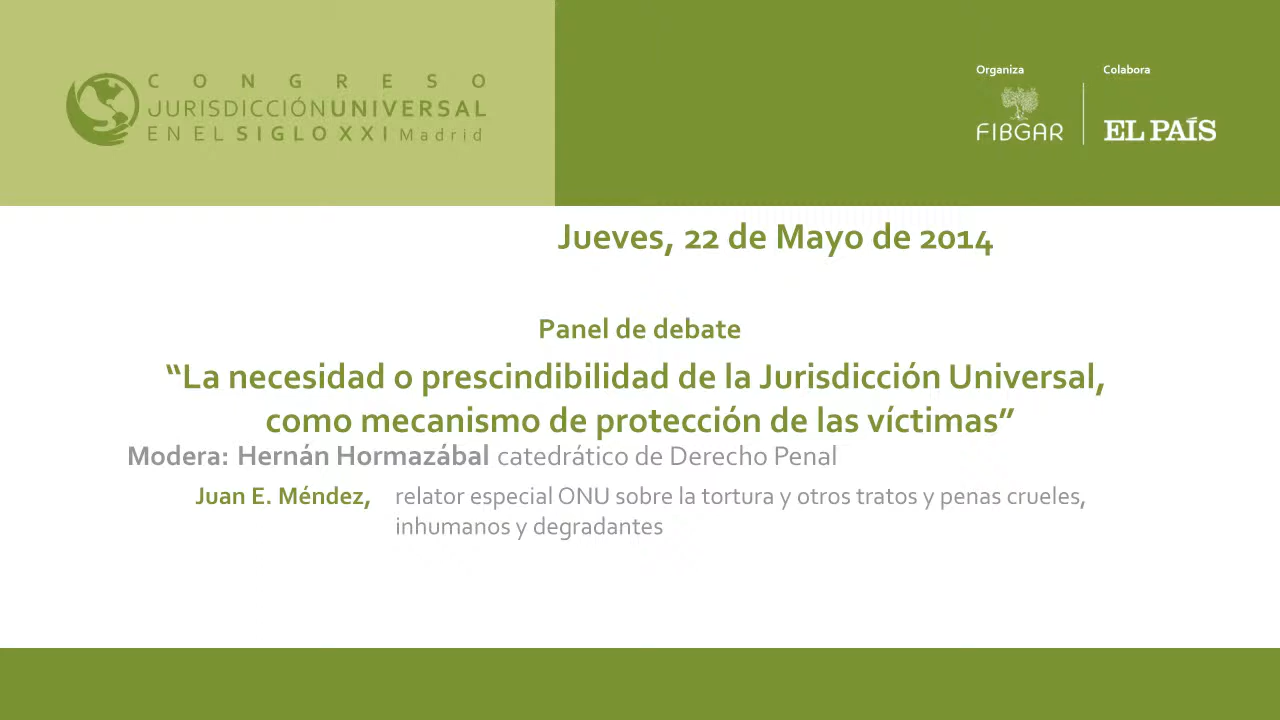 CONGRESO
JURISDICCIÓN UNIVERSAL
EN EL SIGLO XXI Madrid
Organiza
FIBGAR
Colabora
EL PAÍS
Jueves, 22 de Mayo de 2014
Panel de debate
“La necesidad o prescindibilidad de la Jurisdicción Universal,
como mecanismo de protección de las víctimas”
Modera: Hernán Hormazábal catedrático de Derecho Penal
Juan E. Méndez, relator especial ONU sobre la tortura y otros tratos y penas crueles,
inhumanos y degradantes